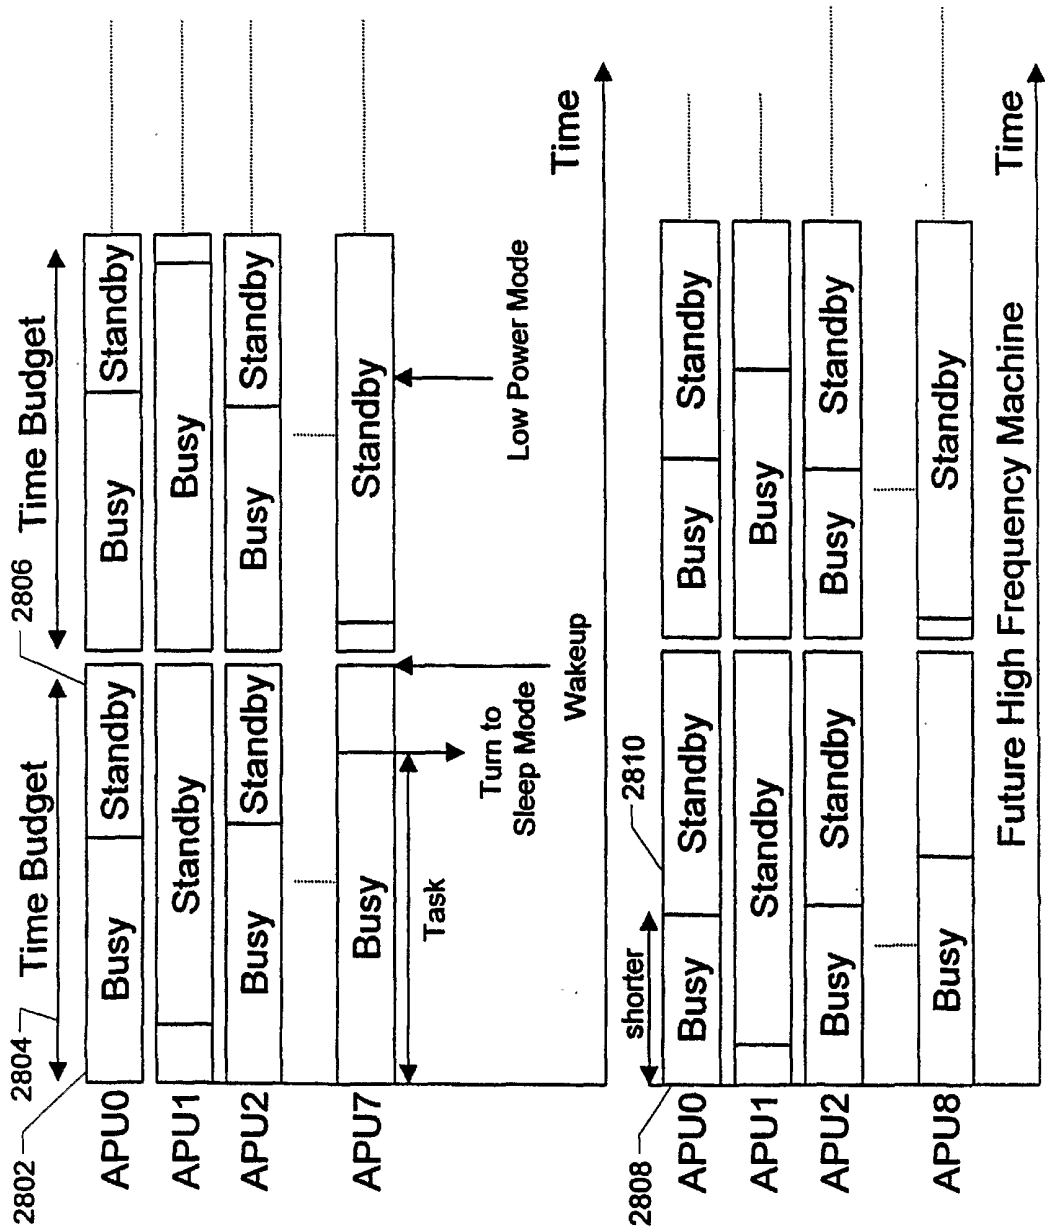 2804
Time Budget
2806
Time Budget
2802
APU0
Busy
Standby
Busy
Standby
APU1
Standby
Busy
APU2
Busy
Standby
Busy
Standby
APU7
Busy
Standby
Task
Turn to
Sleep Mode
Wakeup
Low Power Mode
Time
2808
shorter
2810
APU0
Busy
Standby
Busy
Standby
APU1
Standby
Busy
APU2
Busy
Standby
Busy
Standby
APU8
Busy
Standby
Future High Frequency Machine
Time